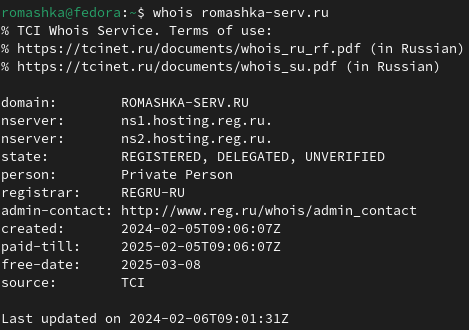 romashka@fedora:~$ whois romashka-serv.ru
% TCI Whois Service. Terms of use:
% https://tcinet.ru/documents/whois_ru_rf.pdf (in Russian)
% https://tcinet.ru/documents/whois_su.pdf (in Russian)

domain:        ROMASHKA-SERV.RU
nserver:       ns1.hosting.reg.ru.
nserver:       ns2.hosting.reg.ru.
state:         REGISTERED, DELEGATED, UNVERIFIED
person:        Private Person
registrar:     REGRU-RU
admin-contact: http://www.reg.ru/whois/admin_contact
created:       2024-02-05T09:06:07Z
paid-till:     2025-02-05T09:06:07Z
free-date:     2025-03-08
source:        TCI

Last updated on 2024-02-06T09:01:31Z